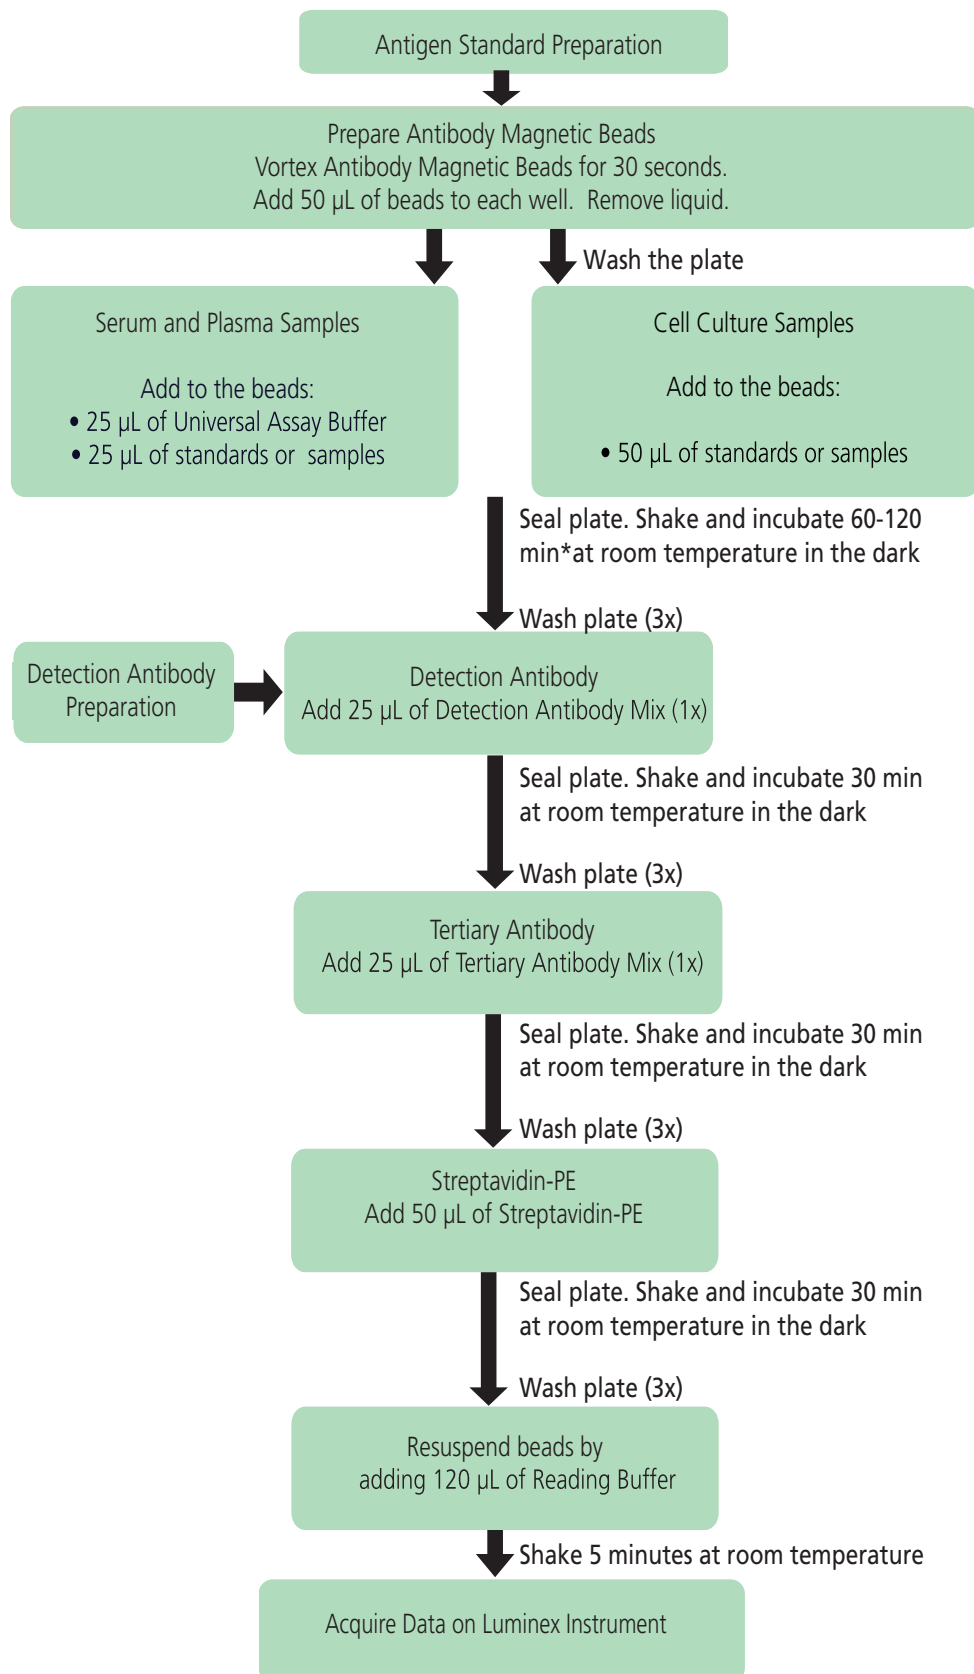 Antigen Standard Preparation
Prepare Antibody Magnetic Beads
Vortex Antibody Magnetic Beads for 30 seconds.
Add 50 µL of beads to each well.  Remove liquid.
Wash the plate
Serum and Plasma Samples
Add to the beads:
• 25 µL of Universal Assay Buffer
• 25 µL of standards or  samples
Cell Culture Samples
Add to the beads:
• 50 µL of standards or samples
Seal plate. Shake and incubate 60-120
min*at room temperature in the dark
Wash plate (3x)
Detection Antibody
Preparation
Detection Antibody
Add 25 µL of Detection Antibody Mix (1x)
Seal plate. Shake and incubate 30 min
at room temperature in the dark
Wash plate (3x)
Tertiary Antibody
Add 25 µL of Tertiary Antibody Mix (1x)
Seal plate. Shake and incubate 30 min
at room temperature in the dark
Wash plate (3x)
Streptavidin-PE
Add 50 µL of Streptavidin-PE
Seal plate. Shake and incubate 30 min
at room temperature in the dark
Wash plate (3x)
Resuspend beads by
adding 120 µL of Reading Buffer
Shake 5 minutes at room temperature
Acquire Data on Luminex Instrument